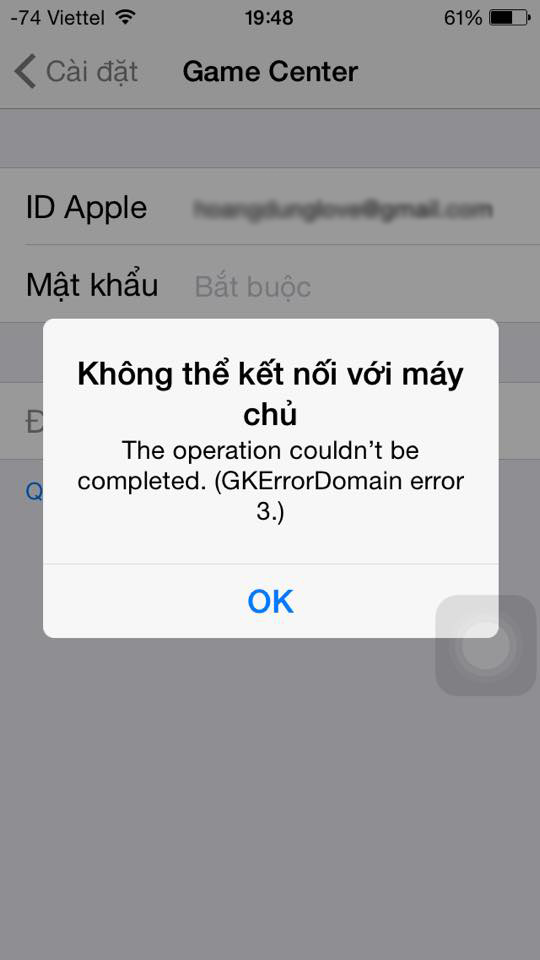 -74 Viettel 19:48 61%
Cài đặt Game Center
ID Apple
Mật khẩu Bắt buộc
Không thể kết nối với máy
chủ
The operation couldn’t be
completed. (GKErrorDomain error
3.)
OK